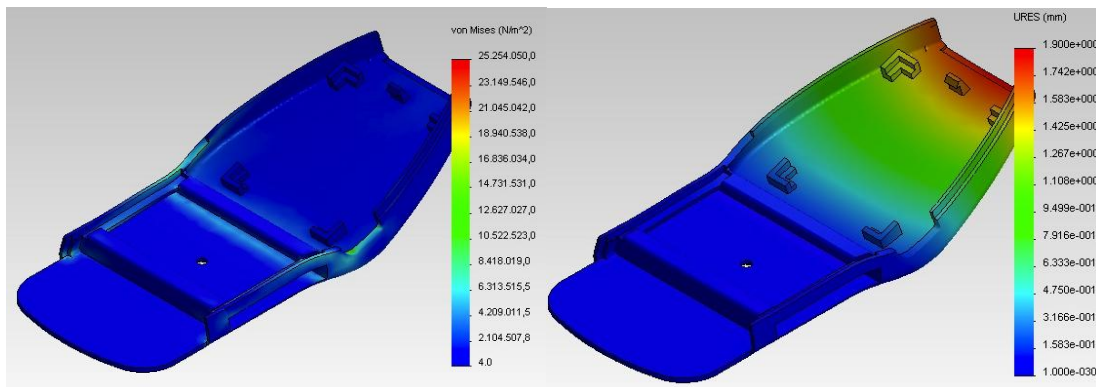 von Mises (N/m^2)
25.254.050,0
23.149.546,0
21.045.042,0
18.940.538,0
16.836.034,0
14.731.531,0
12.627.027,0
10.522.523,0
8.418.019,0
6.313.515,5
4.209.011,5
2.104.507,8
4.0
URES (mm)
1.900e+000
1.742e+000
1.583e+000
1.425e+000
1.267e+000
1.108e+000
9.499e-001
7.916e-001
6.333e-001
4.750e-001
3.166e-001
1.583e-001
1.000e-030